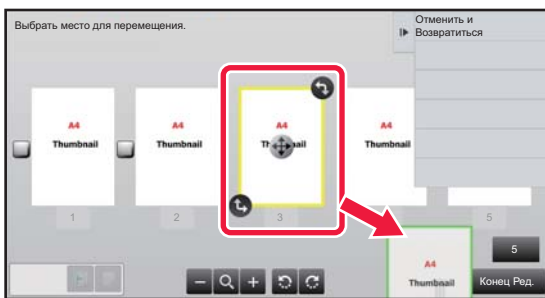 Выбрать место для перемещения.
Отменить и
Возвратиться
A4
Thumbnail
A4
Thumbnail
A4
Thumbnail
A4
Thumbnail
1
2
3
5
5
A4
Thumbnail
Конец Ред.